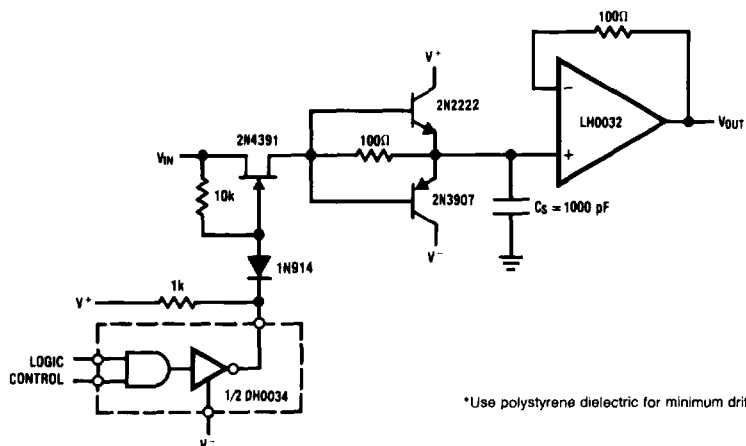 100Ω
V+
2N2222
LH0032
VOUT
2N4391
100Ω
VIN
10k
2N3907
CS = 1000 pF
V−
1N914
1k
V+
LOGIC
CONTROL
1/2 DH0034
V−
*Use polystyrene dielectric for minimum drif